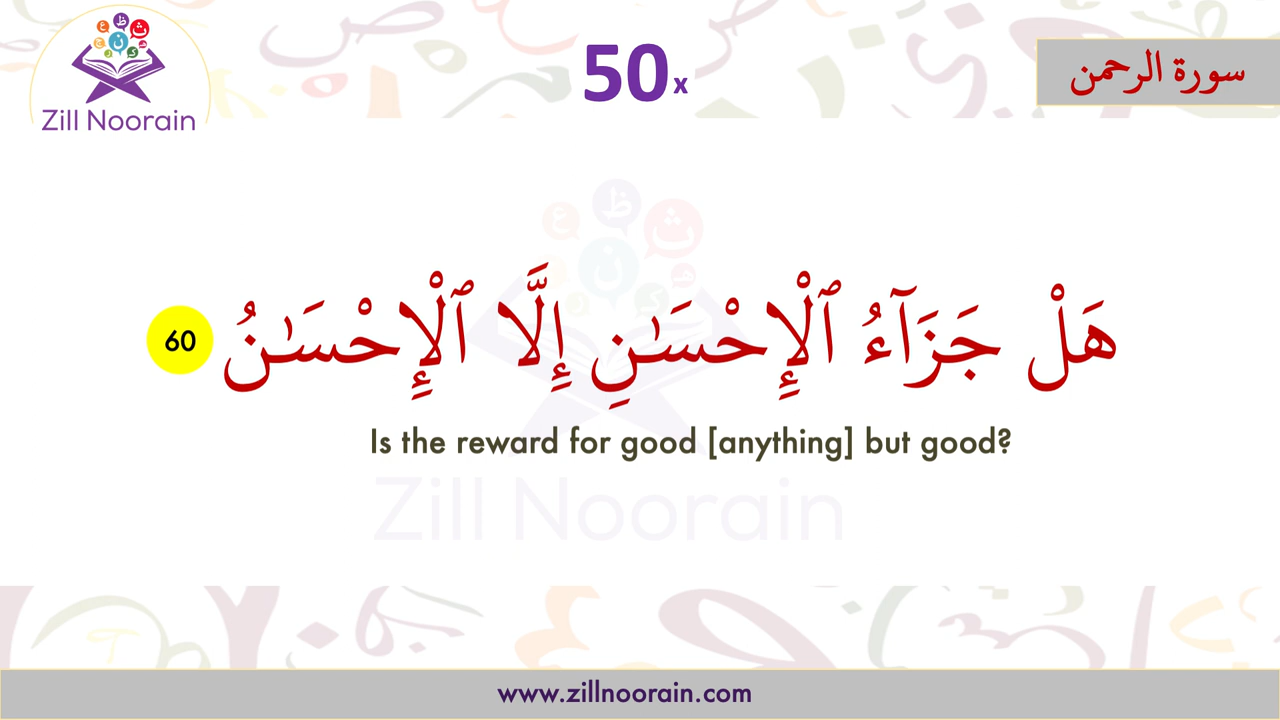 Zill Noorain
50x
سورة الرحمن
هَلْ جَزَآءُ ٱلْإِحْسَـٰنِ إِلَّا ٱلْإِحْسَـٰنُ 60
Is the reward for good [anything] but good?
Zill Noorain
www.zillnoorain.com